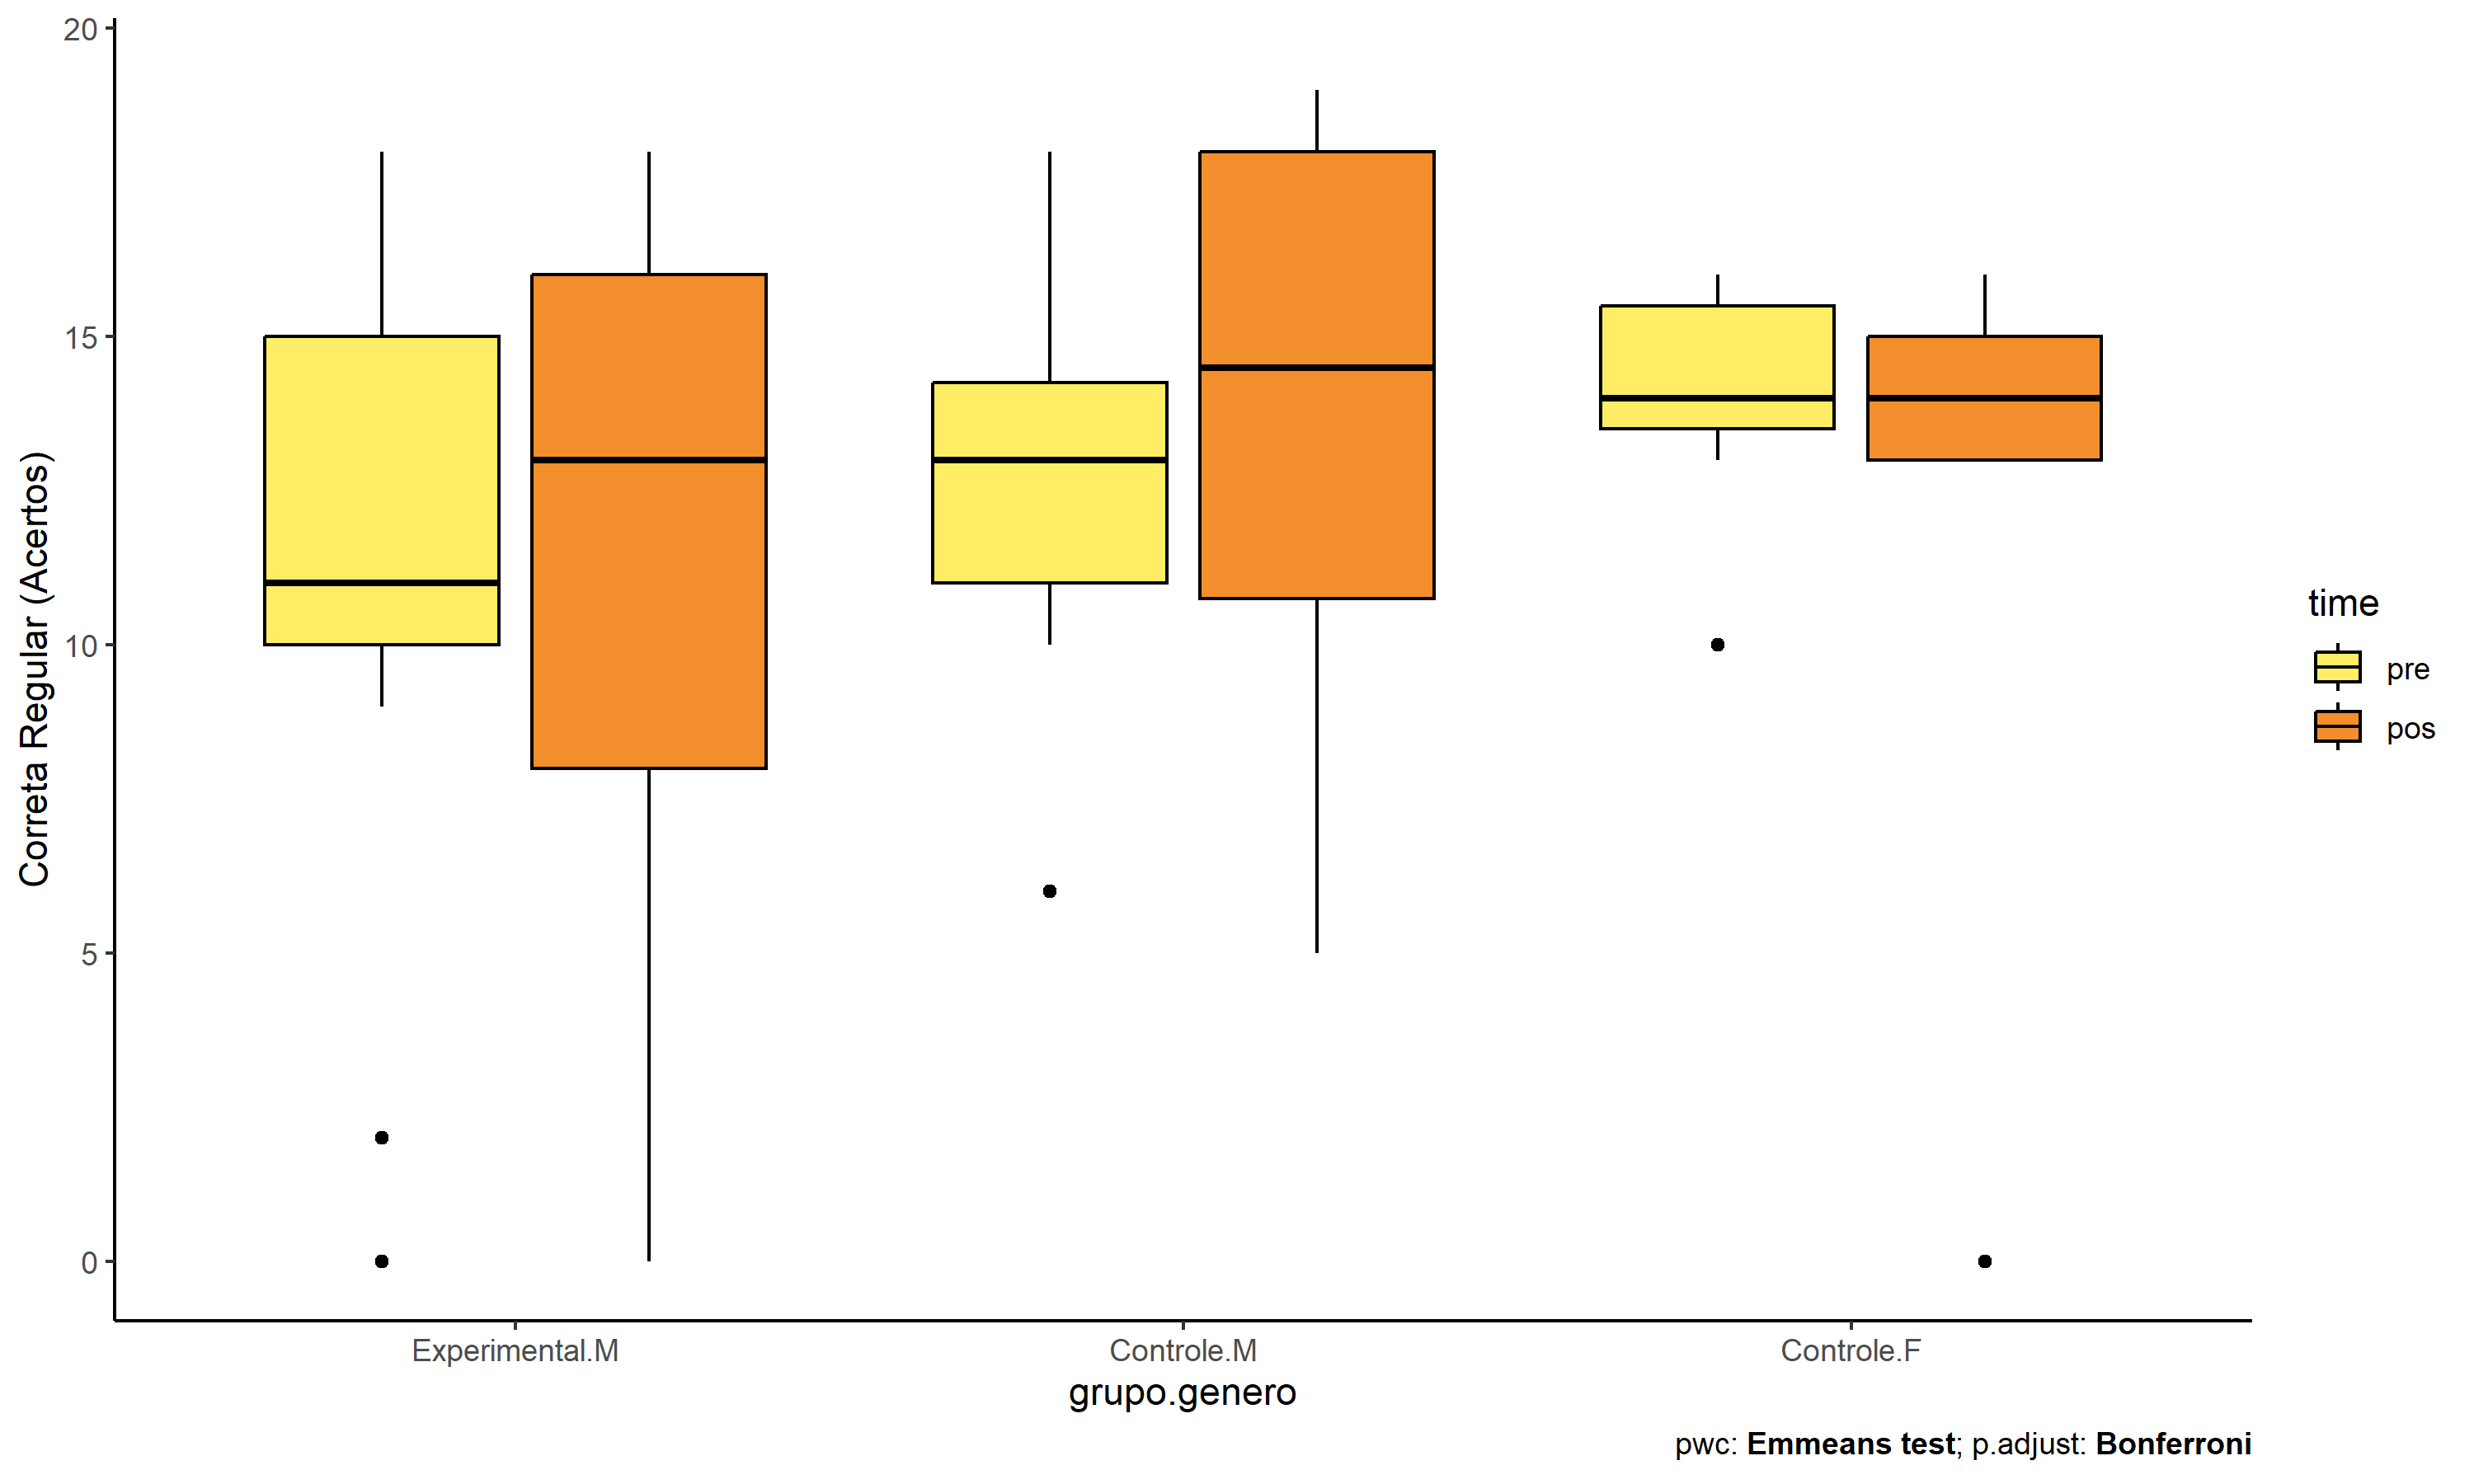 Correta Regular (Acertos)
20
15
10
5
0
Experimental.M
Controle.M
Controle.F
grupo.genero
time
pre
pos
pwc: Emmeans test; p.adjust: Bonferroni